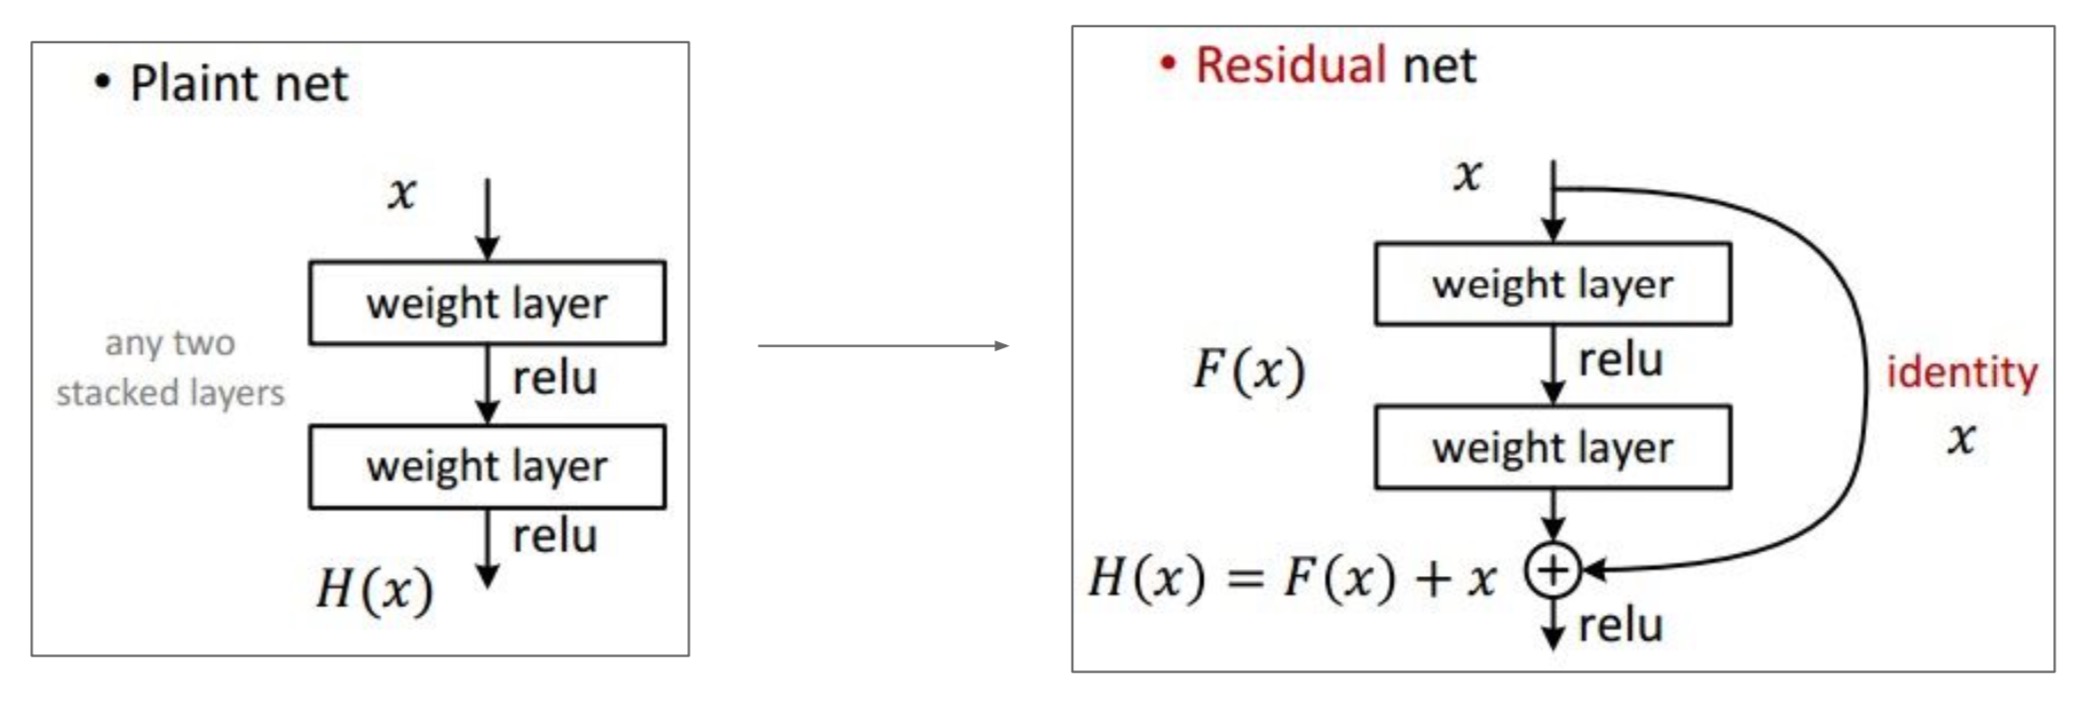 • Plaint net
x
weight layer
any two
stacked layers
relu
weight layer
relu
H(x)
• Residual net
x
weight layer
F(x)
relu
identity
x
weight layer
H(x) = F(x) + x
+
relu